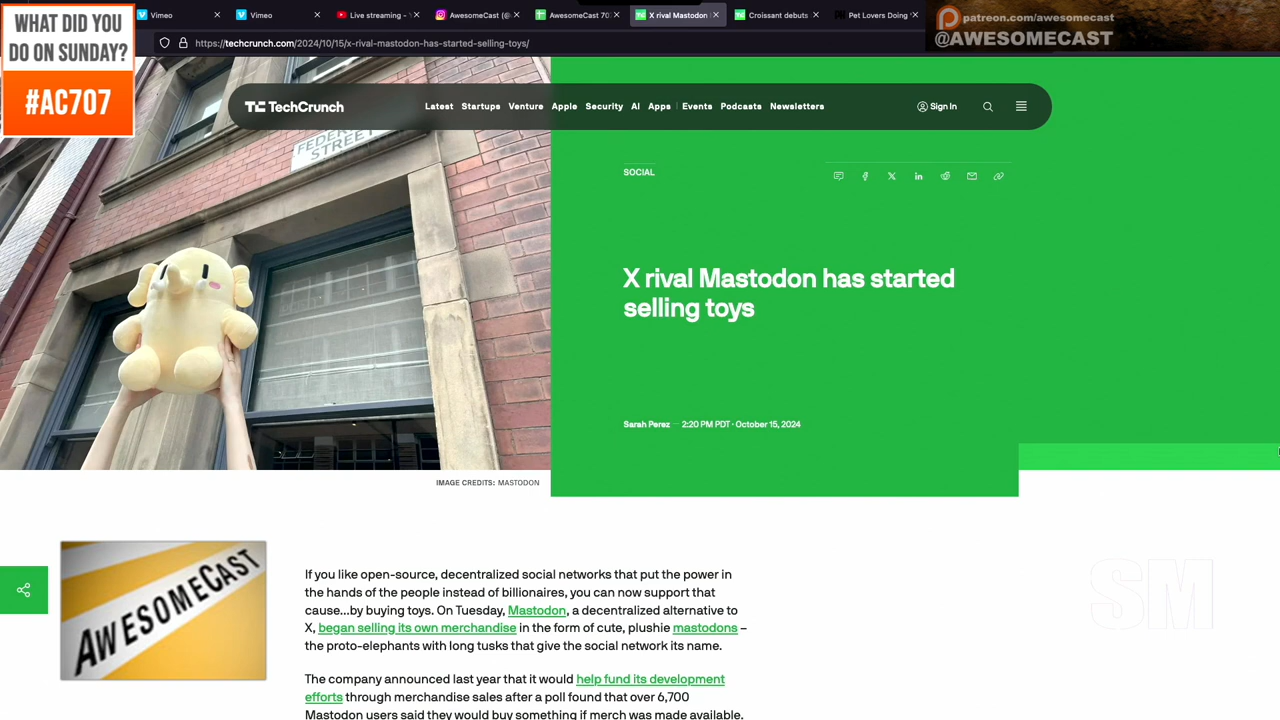 WHAT DID YOU
DO ON SUNDAY?
#AC707
Vimeo
Vimeo
Live streaming -
AwesomeCast (@
AwesomeCast 70
X rival Mastodon
Croissant debuts
Pet Lovers Doing
patreon.com/awesomecast
@AWESOMECAST
https://techcrunch.com/2024/10/15/x-rival-mastodon-has-started-selling-toys/
TechCrunch
Latest Startups Venture Apple Security AI Apps Events Podcasts Newsletters
Sign In
FEDER
STREET
SOCIAL
X rival Mastodon has started
selling toys
Sarah Perez — 2:20 PM PDT · October 15, 2024
IMAGE CREDITS: MASTODON
AWESOMECAST
SM
If you like open-source, decentralized social networks that put the power in
the hands of the people instead of billionaires, you can now support that
cause...by buying toys. On Tuesday, Mastodon, a decentralized alternative to
X, began selling its own merchandise in the form of cute, plushie mastodons –
the proto-elephants with long tusks that give the social network its name.
The company announced last year that it would help fund its development
efforts through merchandise sales after a poll found that over 6,700
Mastodon users said they would buy something if merch was made available.